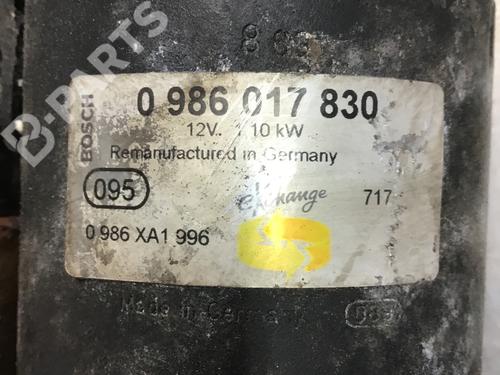 B-PARTS
BOSCH
0 986 017 830
12V. 1 10 kW
Remanufactured in Germany
095
eXchange
717
0 986 XA1 996
Made in Germany